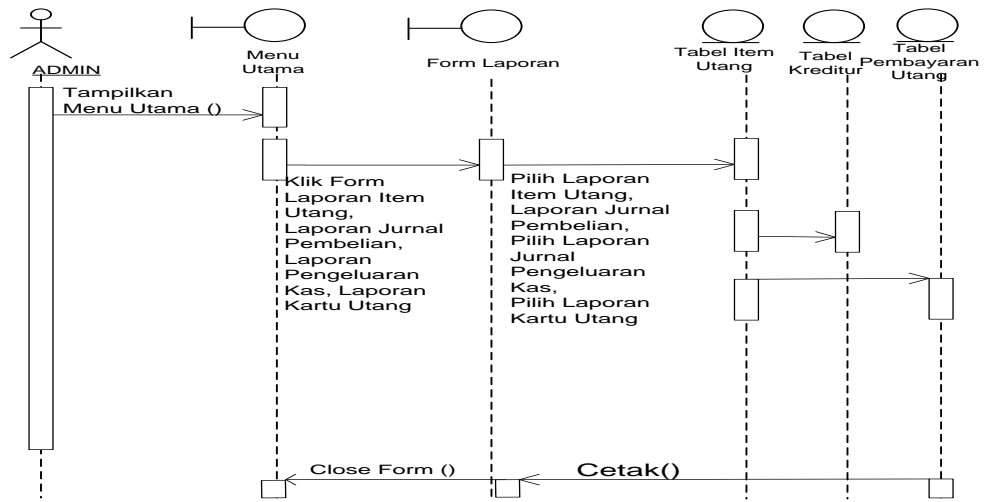 ADMIN
Menu
Utama
Form Laporan
Tabel Item
Utang
Tabel
Kreditur
Tabel
Pembayaran
Utang
Tampilkan
Menu Utama ()
Klik Form
Laporan Item
Utang,
Laporan Jurnal
Pembelian,
Laporan
Pengeluaran
Kas, Laporan
Kartu Utang
Pilih Laporan
Item Utang,
Laporan Jurnal
Pembelian,
Pilih Laporan
Jurnal
Pengeluaran
Kas,
Pilih Laporan
Kartu Utang
Close Form ()
Cetak()